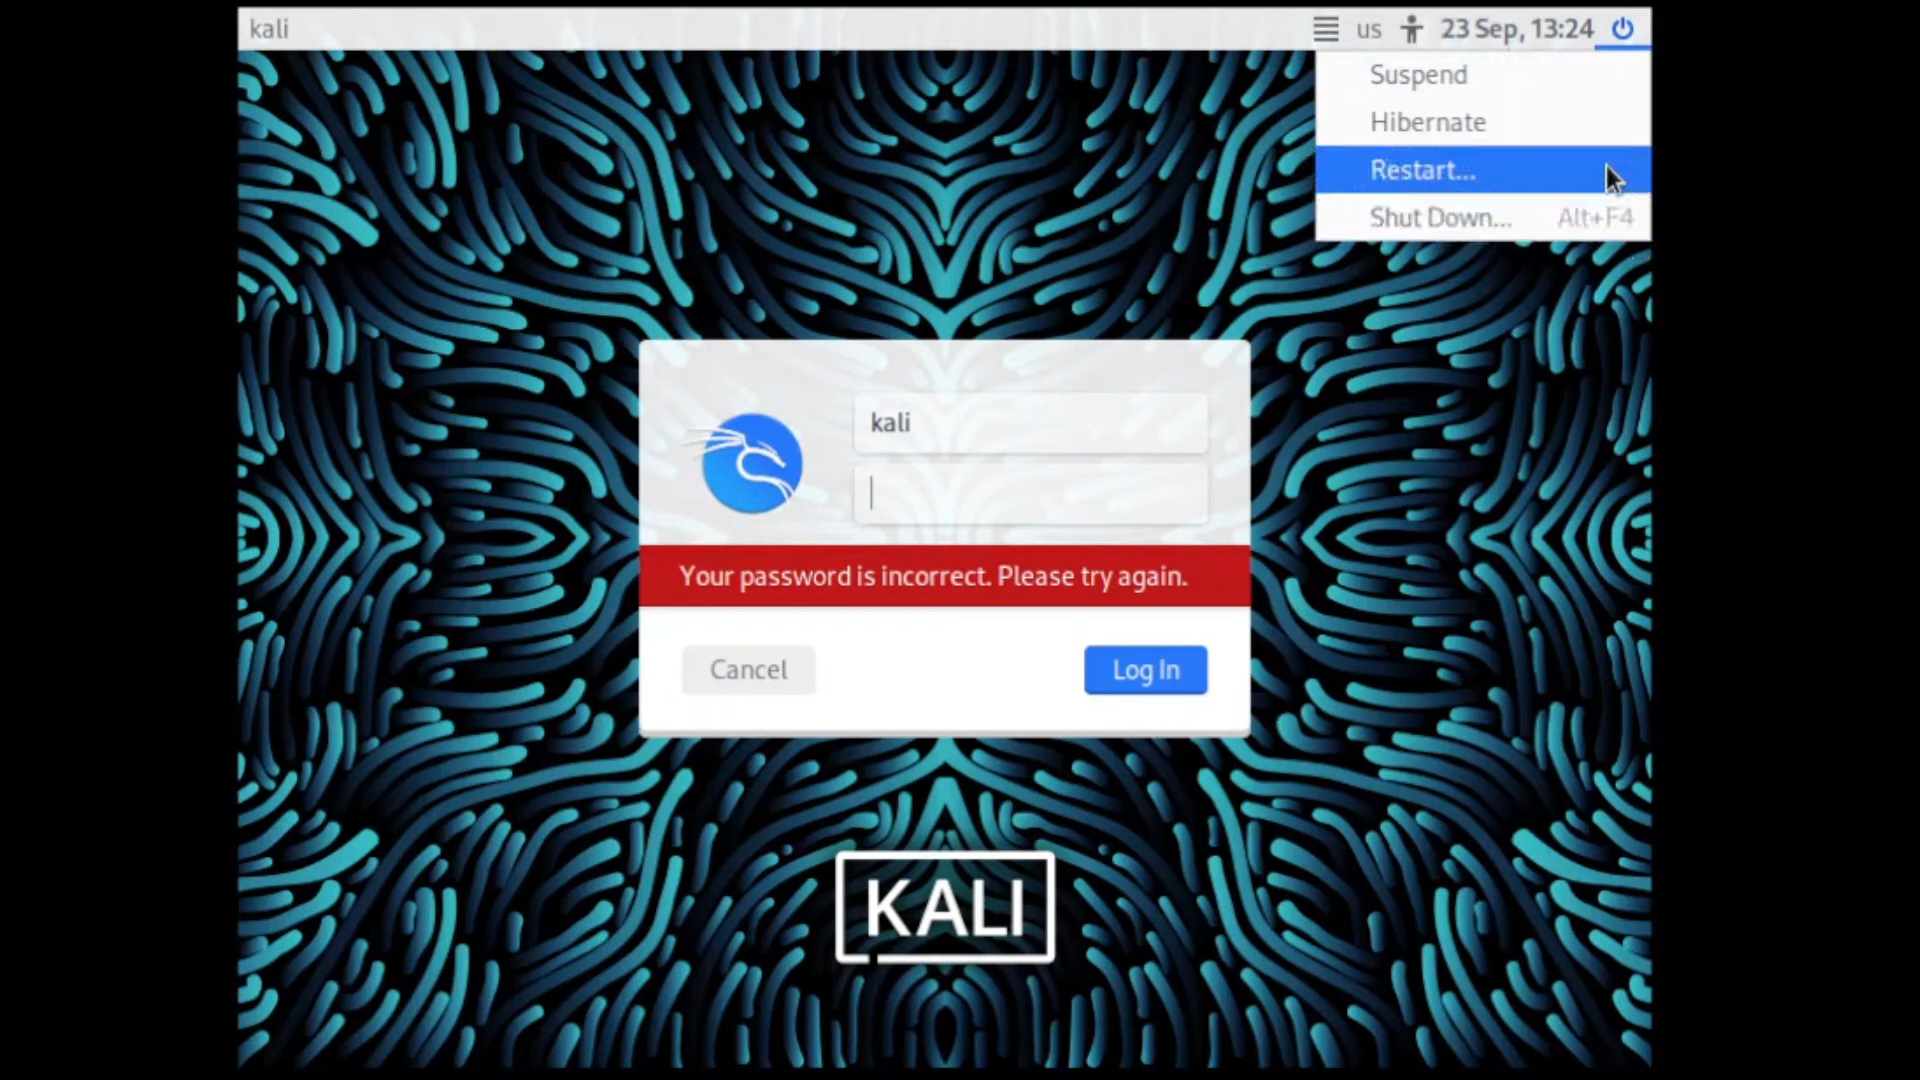 kali
us
23 Sep, 13:24
Suspend
Hibernate
Restart...
Shut Down... Alt+F4
kali
Your password is incorrect. Please try again.
Cancel
Log In
KALI